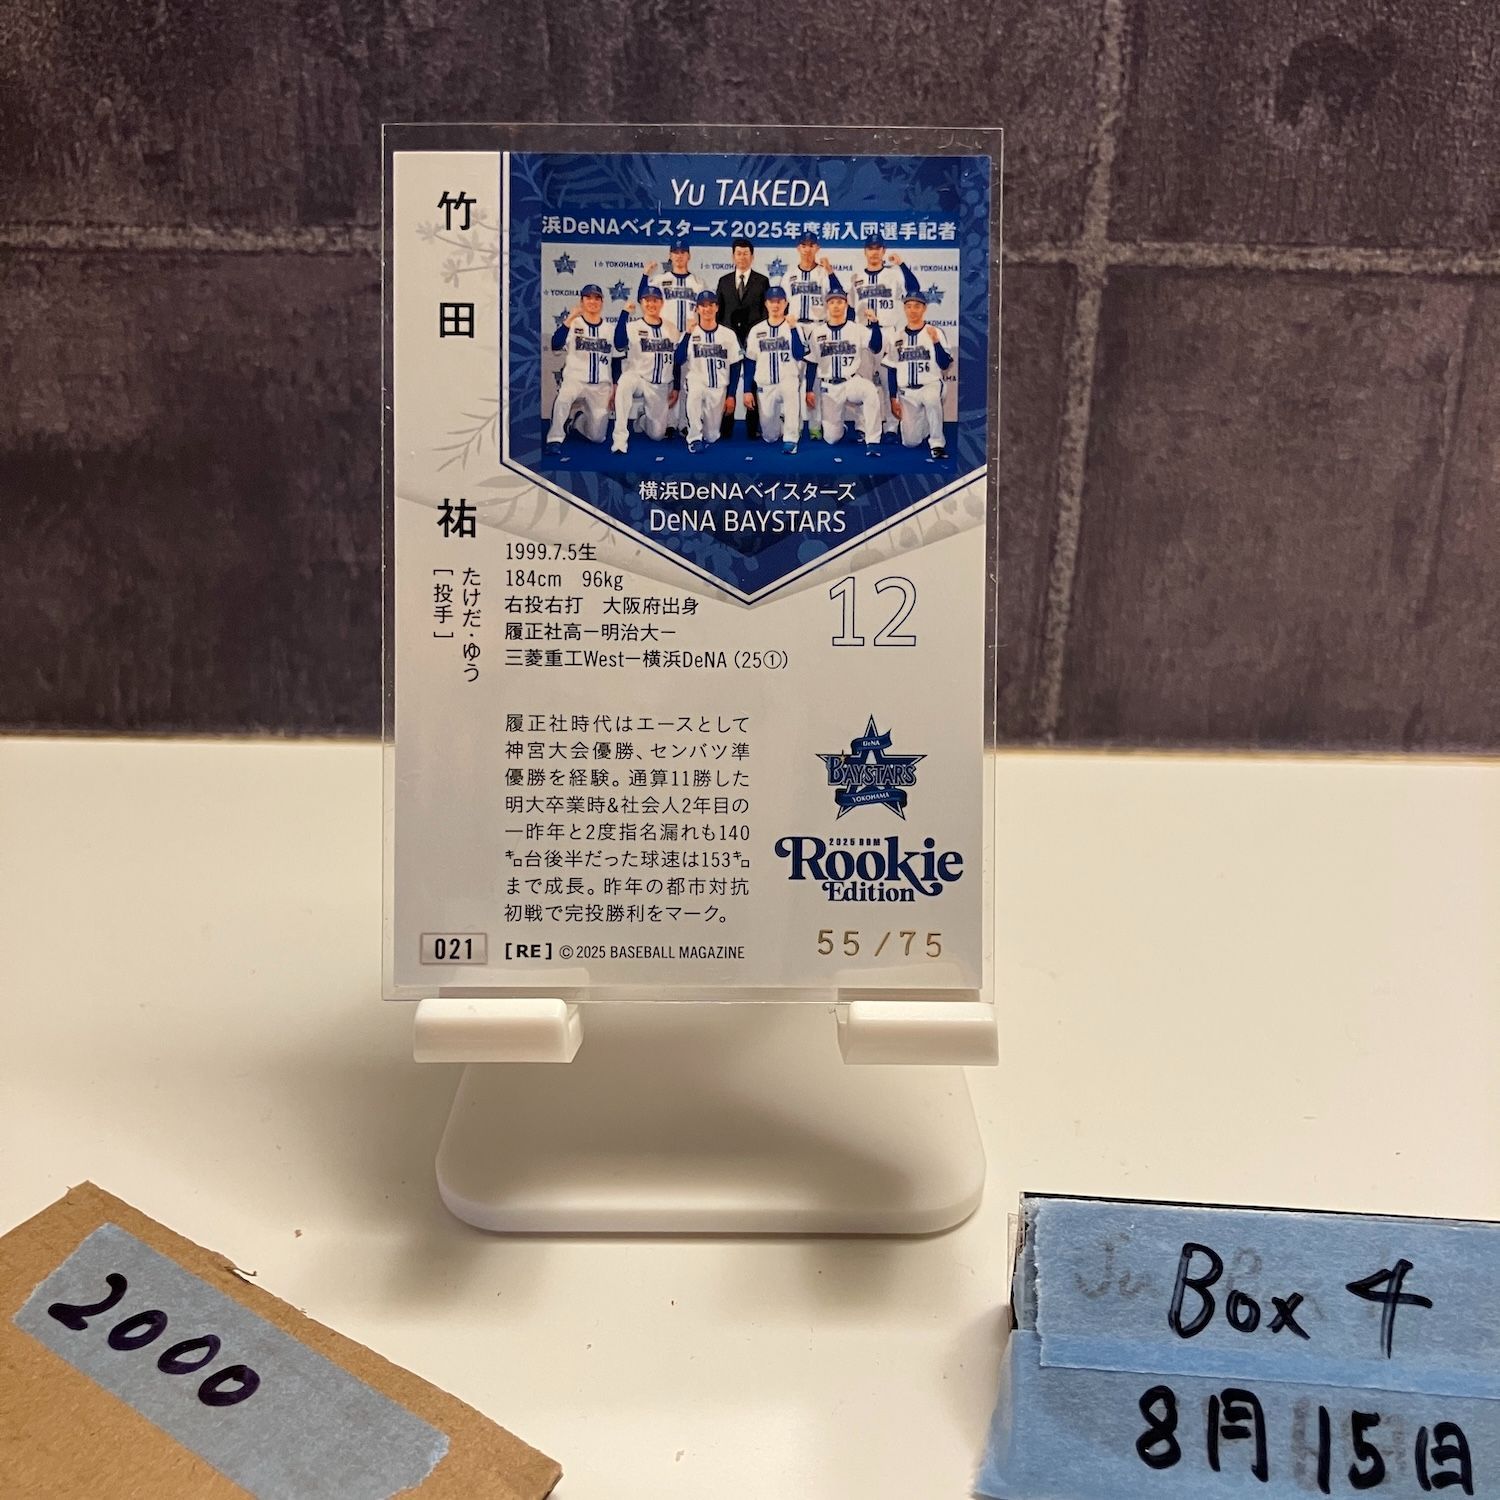 竹田 祐
たけだ・ゆう
[投手]
Yu TAKEDA
浜DeNAベイスターズ2025年度新入団選手記者
I☆YOKOHAMA
横浜DeNAベイスターズ
DeNA BAYSTARS
1999.7.5生
184cm 96kg
右投右打 大阪府出身
履正社高ー明治大ー
三菱重工Westー横浜DeNA(25①)
12
履正社時代はエースとして
神宮大会優勝、センバツ準
優勝を経験。通算11勝した
明大卒業時&社会人2年目の
一昨年と2度指名漏れも140
㌔台後半だった球速は153㌔
まで成長。昨年の都市対抗
初戦で完投勝利をマーク。
DeNA
BAYSTARS
YOKOHAMA
2025 BBM
Rookie
Edition
55/75
021
[RE] ©2025 BASEBALL MAGAZINE
2000
Box 4
8月15日